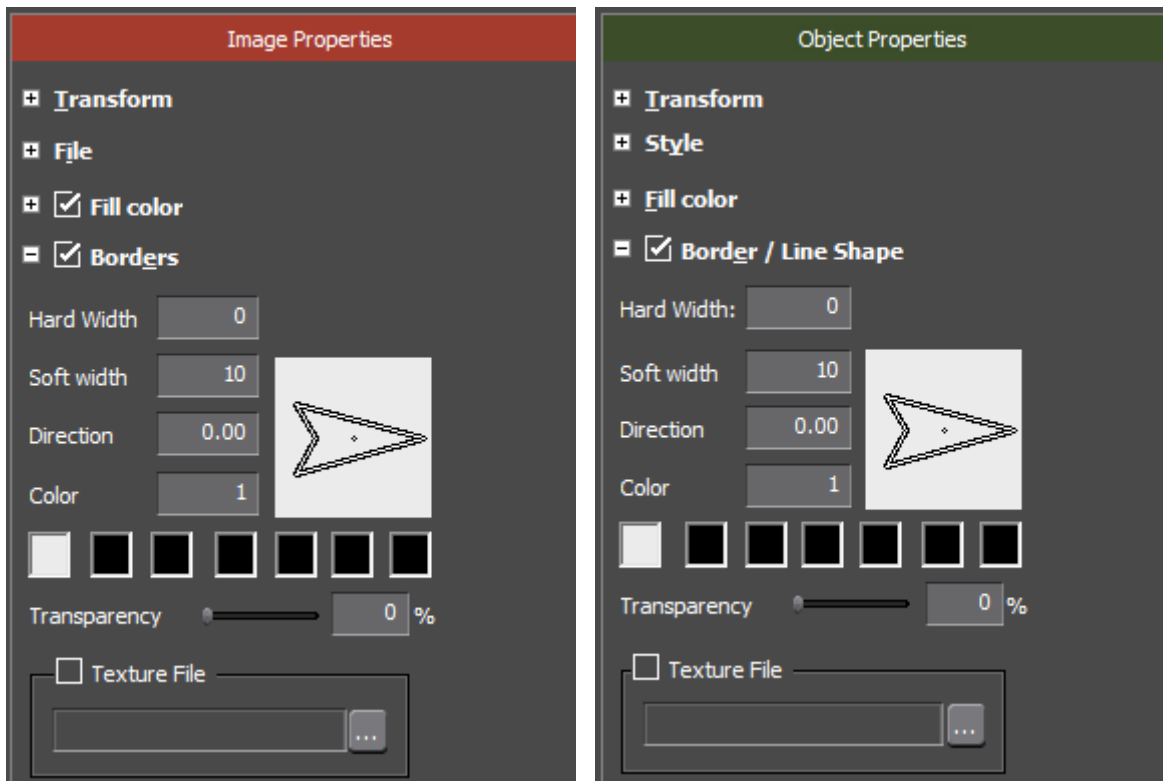 Image Properties
Transform
File
Fill color
Borders
Hard Width 0
Soft width 10
Direction 0.00
Color 1
Transparency 0 %
Texture File
...
Object Properties
Transform
Style
Fill color
Border / Line Shape
Hard Width: 0
Soft width 10
Direction 0.00
Color 1
Transparency 0 %
Texture File
...